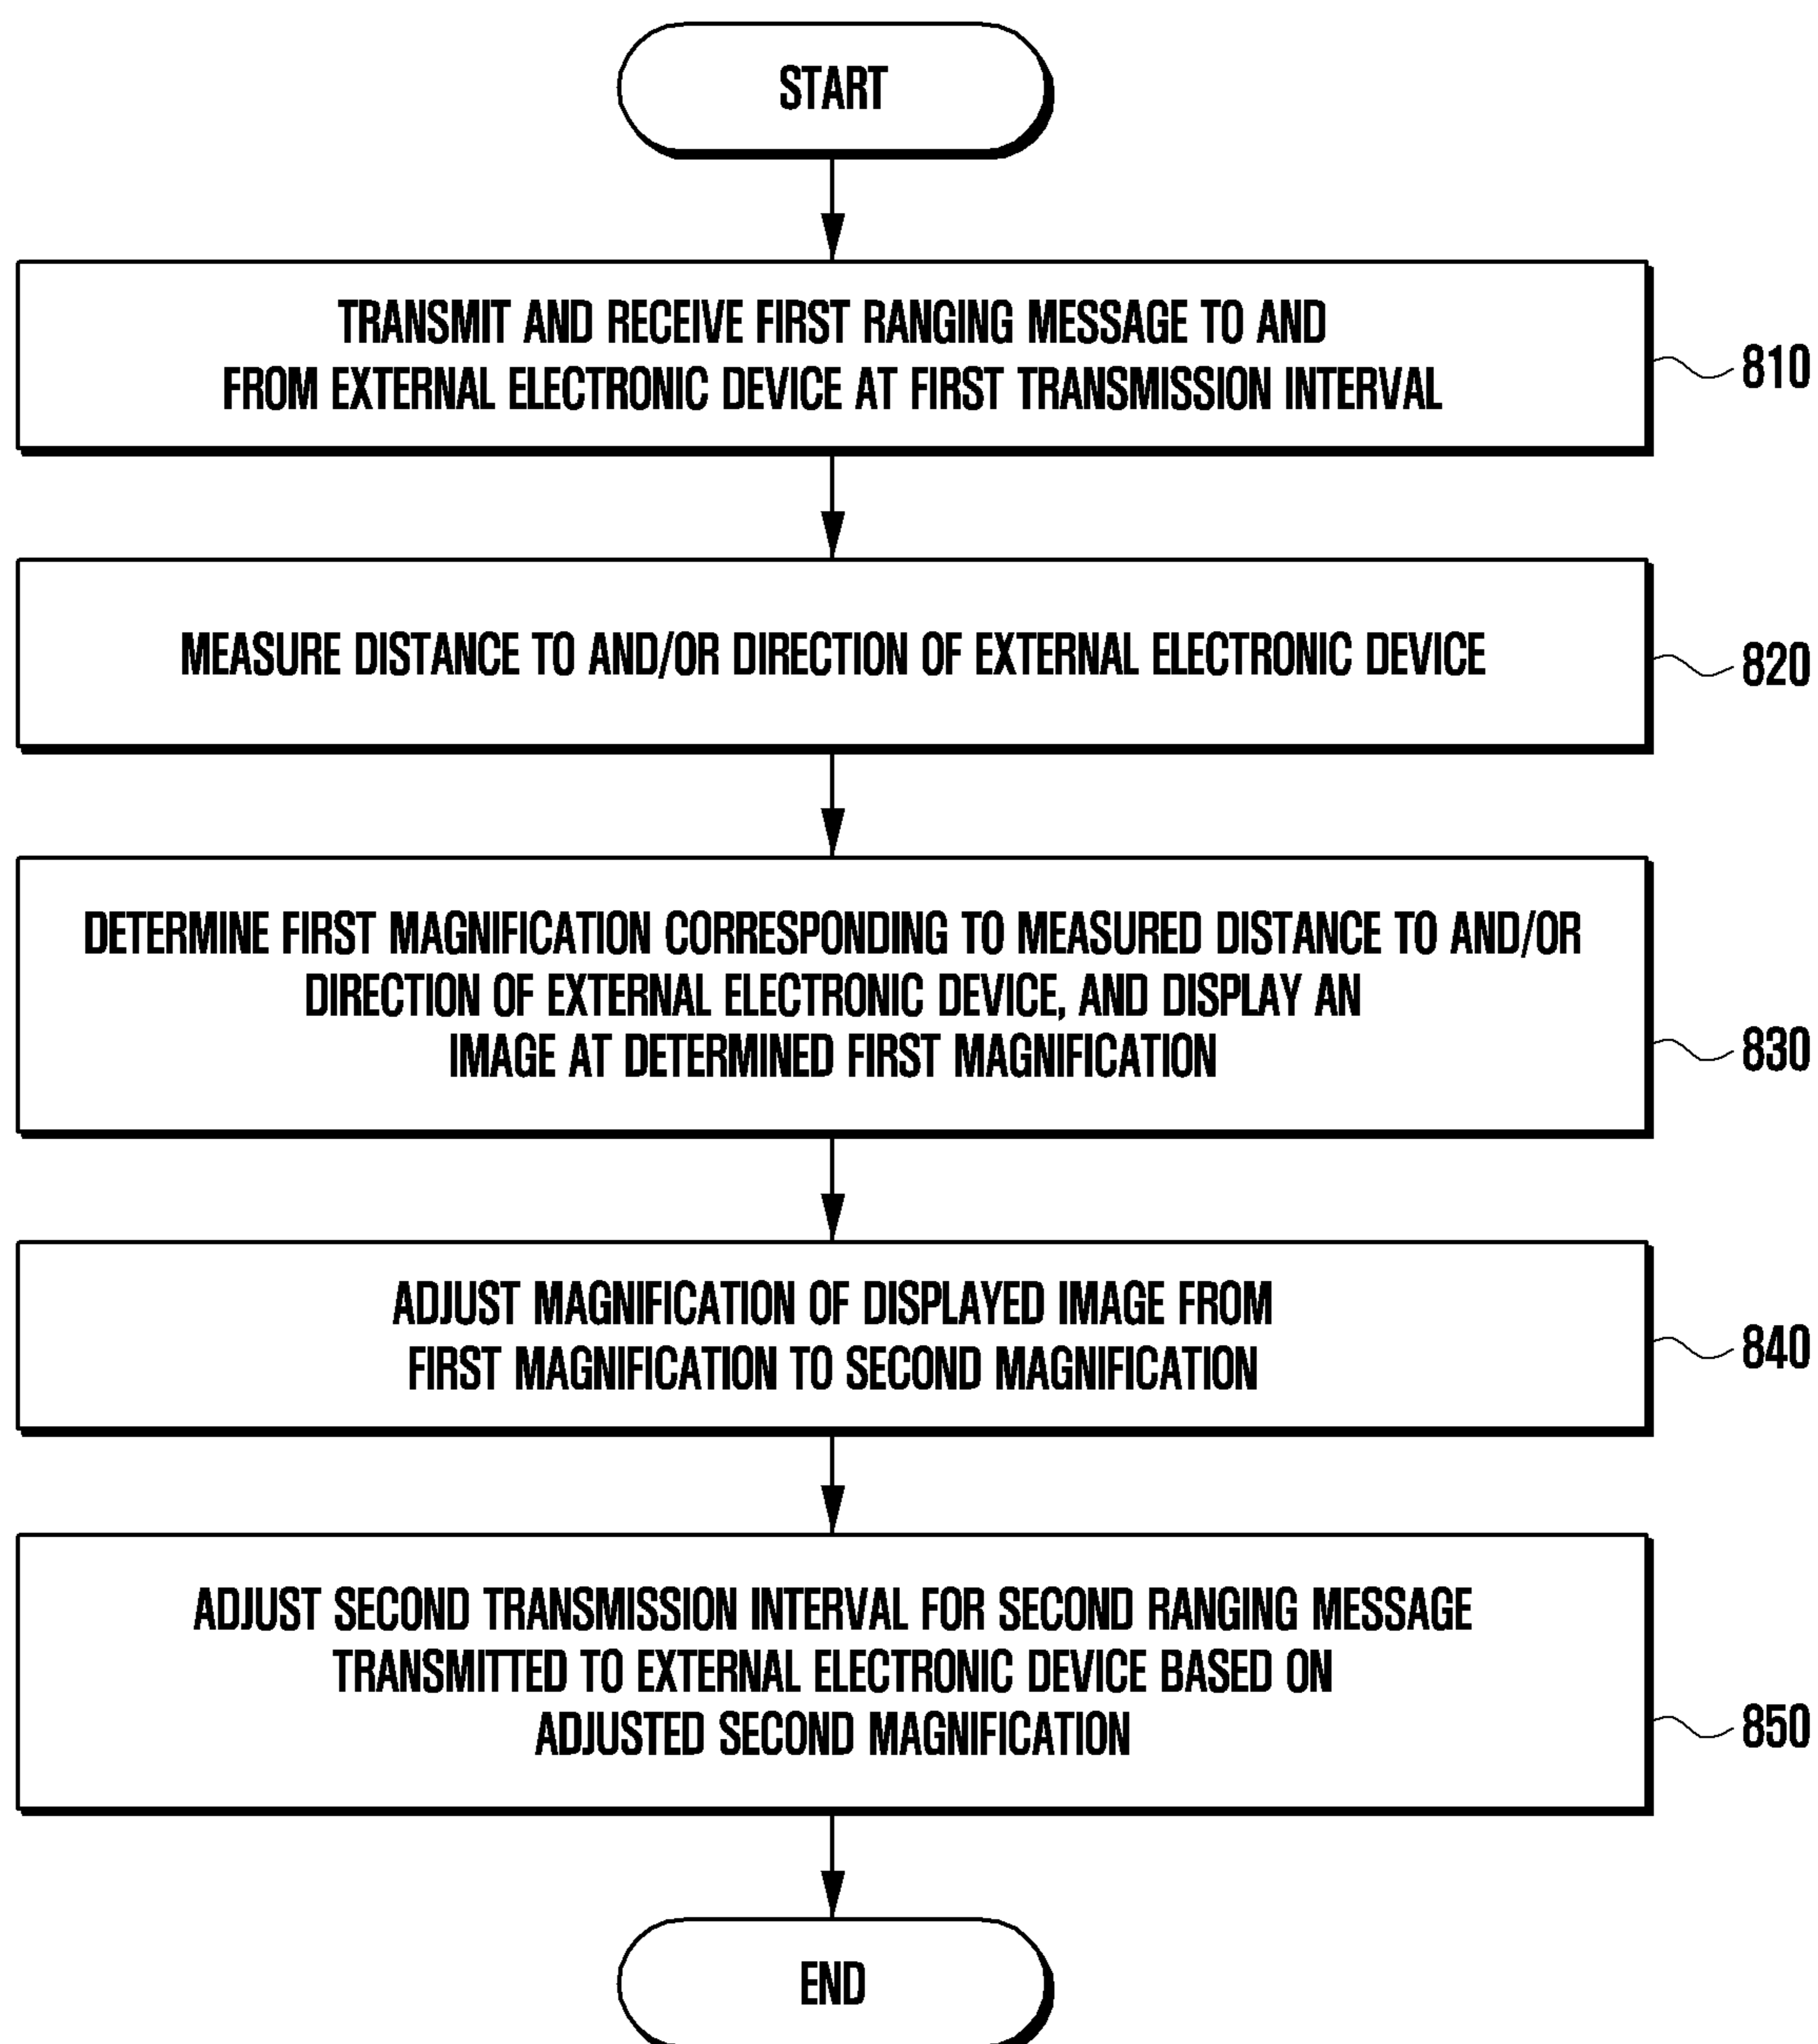 START
TRANSMIT AND RECEIVE FIRST RANGING MESSAGE TO AND
FROM EXTERNAL ELECTRONIC DEVICE AT FIRST TRANSMISSION INTERVAL
810
MEASURE DISTANCE TO AND/OR DIRECTION OF EXTERNAL ELECTRONIC DEVICE
820
DETERMINE FIRST MAGNIFICATION CORRESPONDING TO MEASURED DISTANCE TO AND/OR
DIRECTION OF EXTERNAL ELECTRONIC DEVICE, AND DISPLAY AN
IMAGE AT DETERMINED FIRST MAGNIFICATION
830
ADJUST MAGNIFICATION OF DISPLAYED IMAGE FROM
FIRST MAGNIFICATION TO SECOND MAGNIFICATION
840
ADJUST SECOND TRANSMISSION INTERVAL FOR SECOND RANGING MESSAGE
TRANSMITTED TO EXTERNAL ELECTRONIC DEVICE BASED ON
ADJUSTED SECOND MAGNIFICATION
850
END